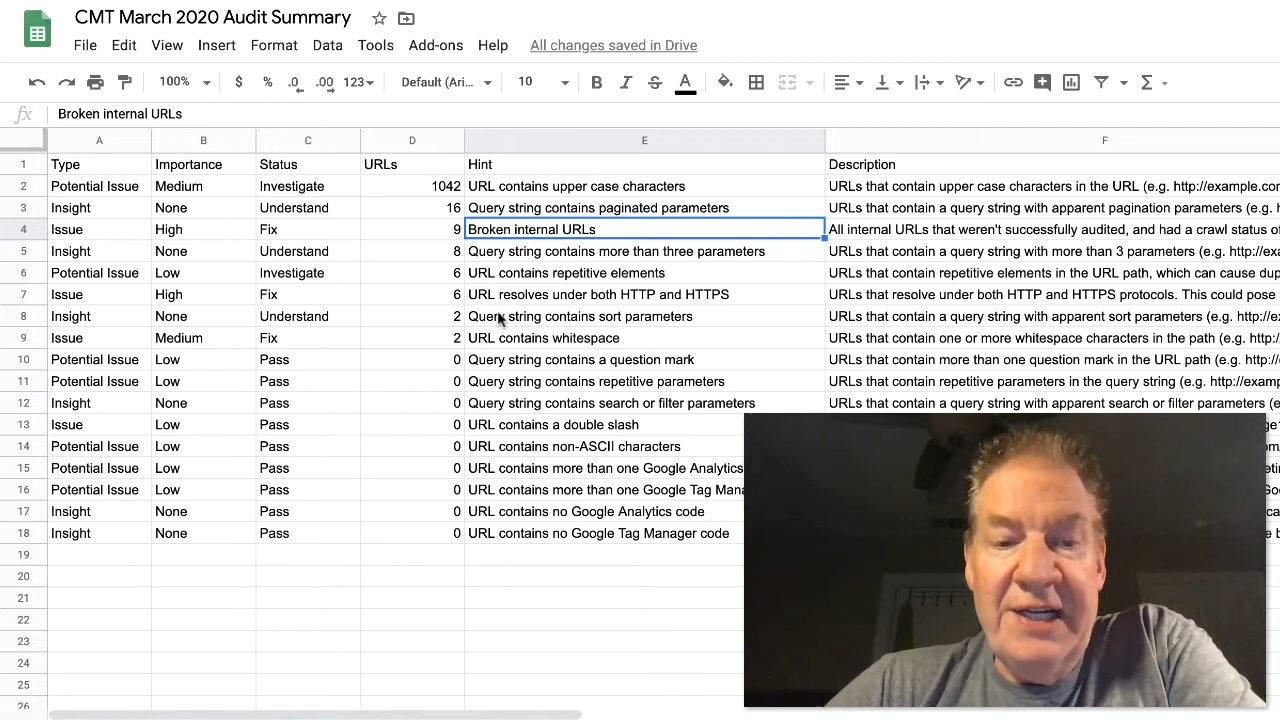 CMT March 2020 Audit Summary
File Edit View Insert Format Data Tools Add-ons Help All changes saved in Drive
100% $ % .0 .00 123 Default (Ari... 10 B I S A Σ
fx Broken internal URLs
A B C D E F
1 Type Importance Status URLs Hint Description
2 Potential Issue Medium Investigate 1042 URL contains upper case characters URLs that contain upper case characters in the URL (e.g. http://example.co
3 Insight None Understand 16 Query string contains paginated parameters URLs that contain a query string with apparent pagination parameters (e.g. h
4 Issue High Fix 9 Broken internal URLs All internal URLs that weren't successfully audited, and had a crawl status of
5 Insight None Understand 8 Query string contains more than three parameters URLs that contain a query string with more than 3 parameters (e.g. http://exa
6 Potential Issue Low Investigate 6 URL contains repetitive elements URLs that contain repetitive elements in the URL path, which can cause dup
7 Issue High Fix 6 URL resolves under both HTTP and HTTPS URLs that resolve under both HTTP and HTTPS protocols. This could pose
8 Insight None Understand 2 Query string contains sort parameters URLs that contain a query string with apparent sort parameters (e.g. http://ex
9 Issue Medium Fix 2 URL contains whitespace URLs that contain one or more whitespace characters in the path (e.g. http:/
10 Potential Issue Low Pass 0 Query string contains a question mark URLs that contain more than one question mark in the URL path (e.g. http://
11 Potential Issue Low Pass 0 Query string contains repetitive parameters URLs that contain repetitive parameters in the query string (e.g. http://examp
12 Insight None Pass 0 Query string contains search or filter parameters URLs that contain a query string with apparent search or filter parameters (e
13 Issue Low Pass 0 URL contains a double slash
14 Potential Issue Low Pass 0 URL contains non-ASCII characters
15 Potential Issue Low Pass 0 URL contains more than one Google Analytics
16 Potential Issue Low Pass 0 URL contains more than one Google Tag Mana
17 Insight None Pass 0 URL contains no Google Analytics code
18 Insight None Pass 0 URL contains no Google Tag Manager code
19
20
21
22
23
24
25
26